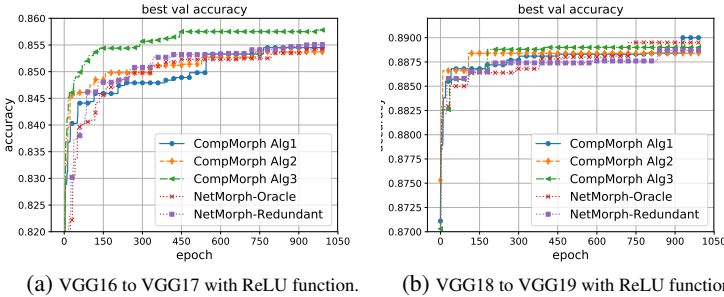 best val accuracy
0.855
0.850
0.845
0.840
0.835
0.830
0.825
0.820
accuracy
CompMorph Alg1
CompMorph Alg2
CompMorph Alg3
NetMorph-Oracle
NetMorph-Redundant
0 150 300 450 600 750 900 1050
epoch
(a) VGG16 to VGG17 with ReLU function.
best val accuracy
0.8900
0.8875
0.8850
0.8825
0.8800
0.8775
0.8750
0.8725
0.8700
accuracy
CompMorph Alg1
CompMorph Alg2
CompMorph Alg3
NetMorph-Oracle
NetMorph-Redundant
0 150 300 450 600 750 900 1050
epoch
(b) VGG18 to VGG19 with ReLU function